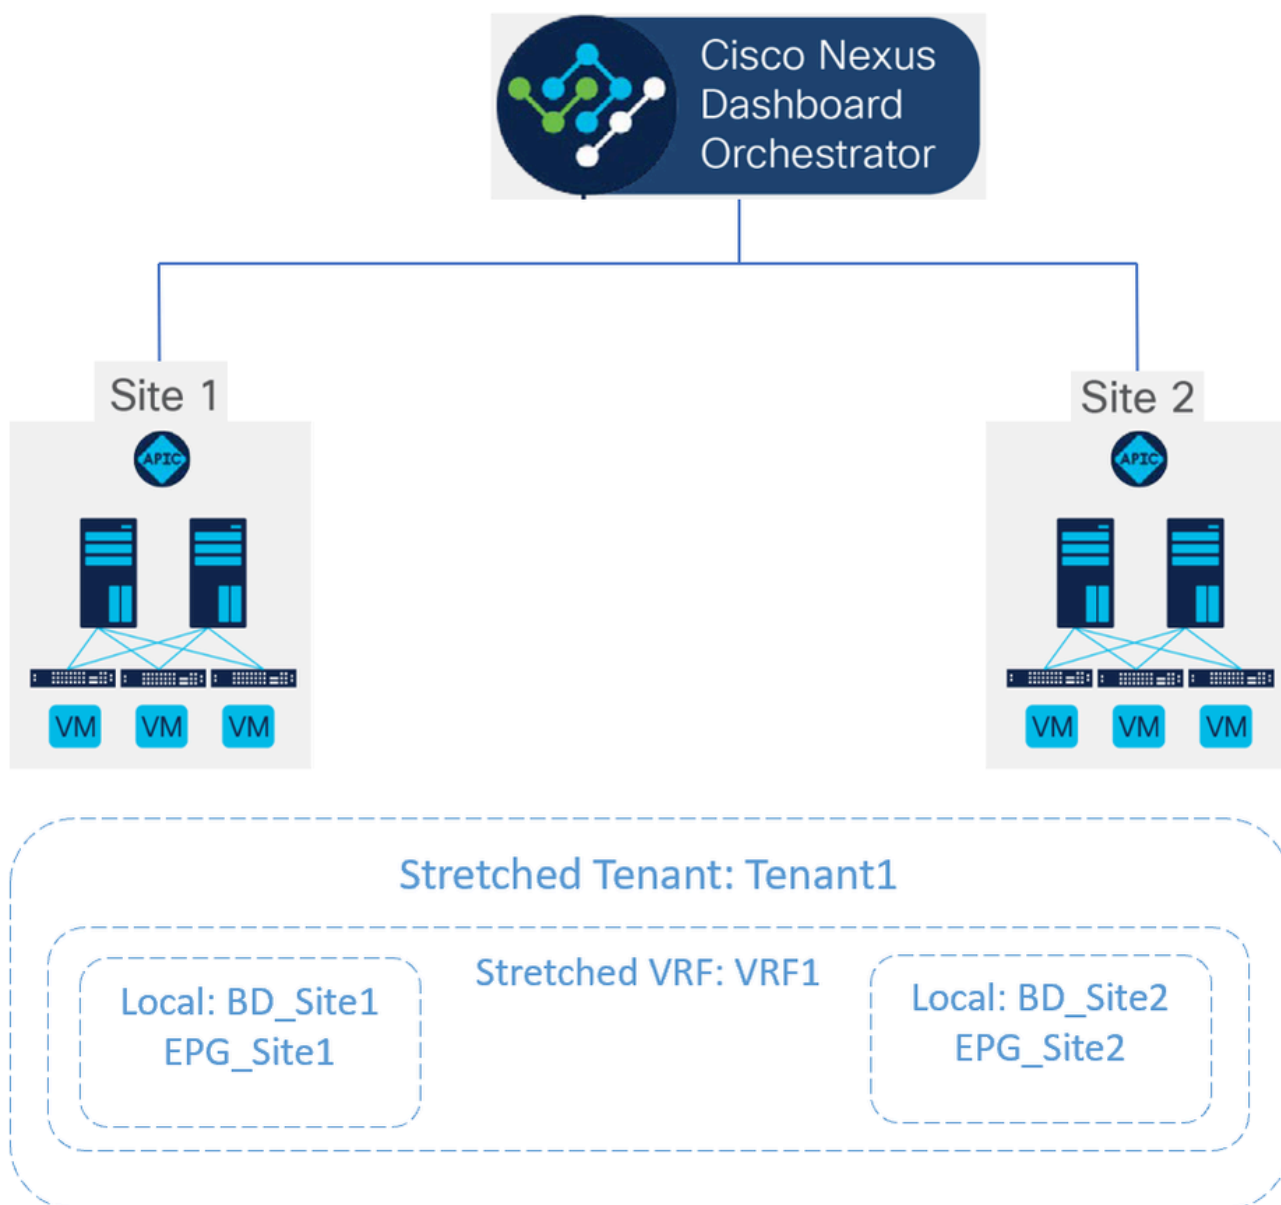 Cisco Nexus
Dashboard
Orchestrator
Site 1
Site 2
APIC
APIC
VM VM VM
VM VM VM
Stretched Tenant: Tenant1
Stretched VRF: VRF1
Local: BD_Site1
EPG_Site1
Local: BD_Site2
EPG_Site2